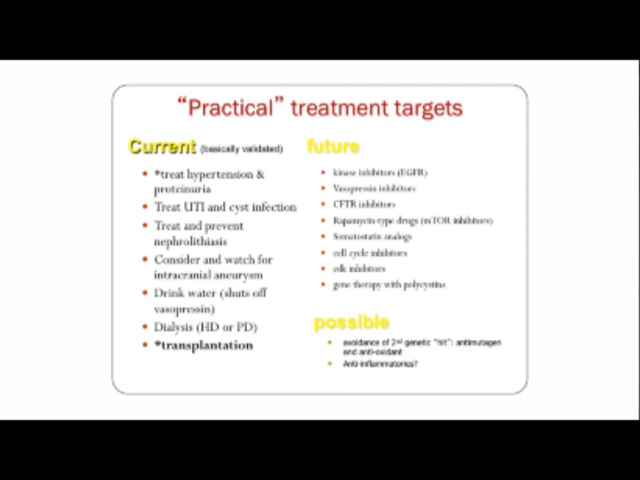 “Practical” treatment targets
Current (basically validated)
• *treat hypertension &
proteinuria
• Treat UTI and cyst infection
• Treat and prevent
nephrolithiasis
• Consider and watch for
intracranial aneurysm
• Drink water (shuts off
vasopressin)
• Dialysis (HD or PD)
• *transplantation
future
• kinase inhibitors (EGFR)
• Vasopressin inhibitors
• CFTR inhibitors
• Rapamycin-type drugs (mTOR inhibitors)
• Somatostatin analogs
• cell cycle inhibitors
• cdk inhibitors
• gene therapy with polycystins
possible
• avoidance of 2nd genetic “hit”: antimutagen
and anti-oxidant
• Anti-inflammatories?